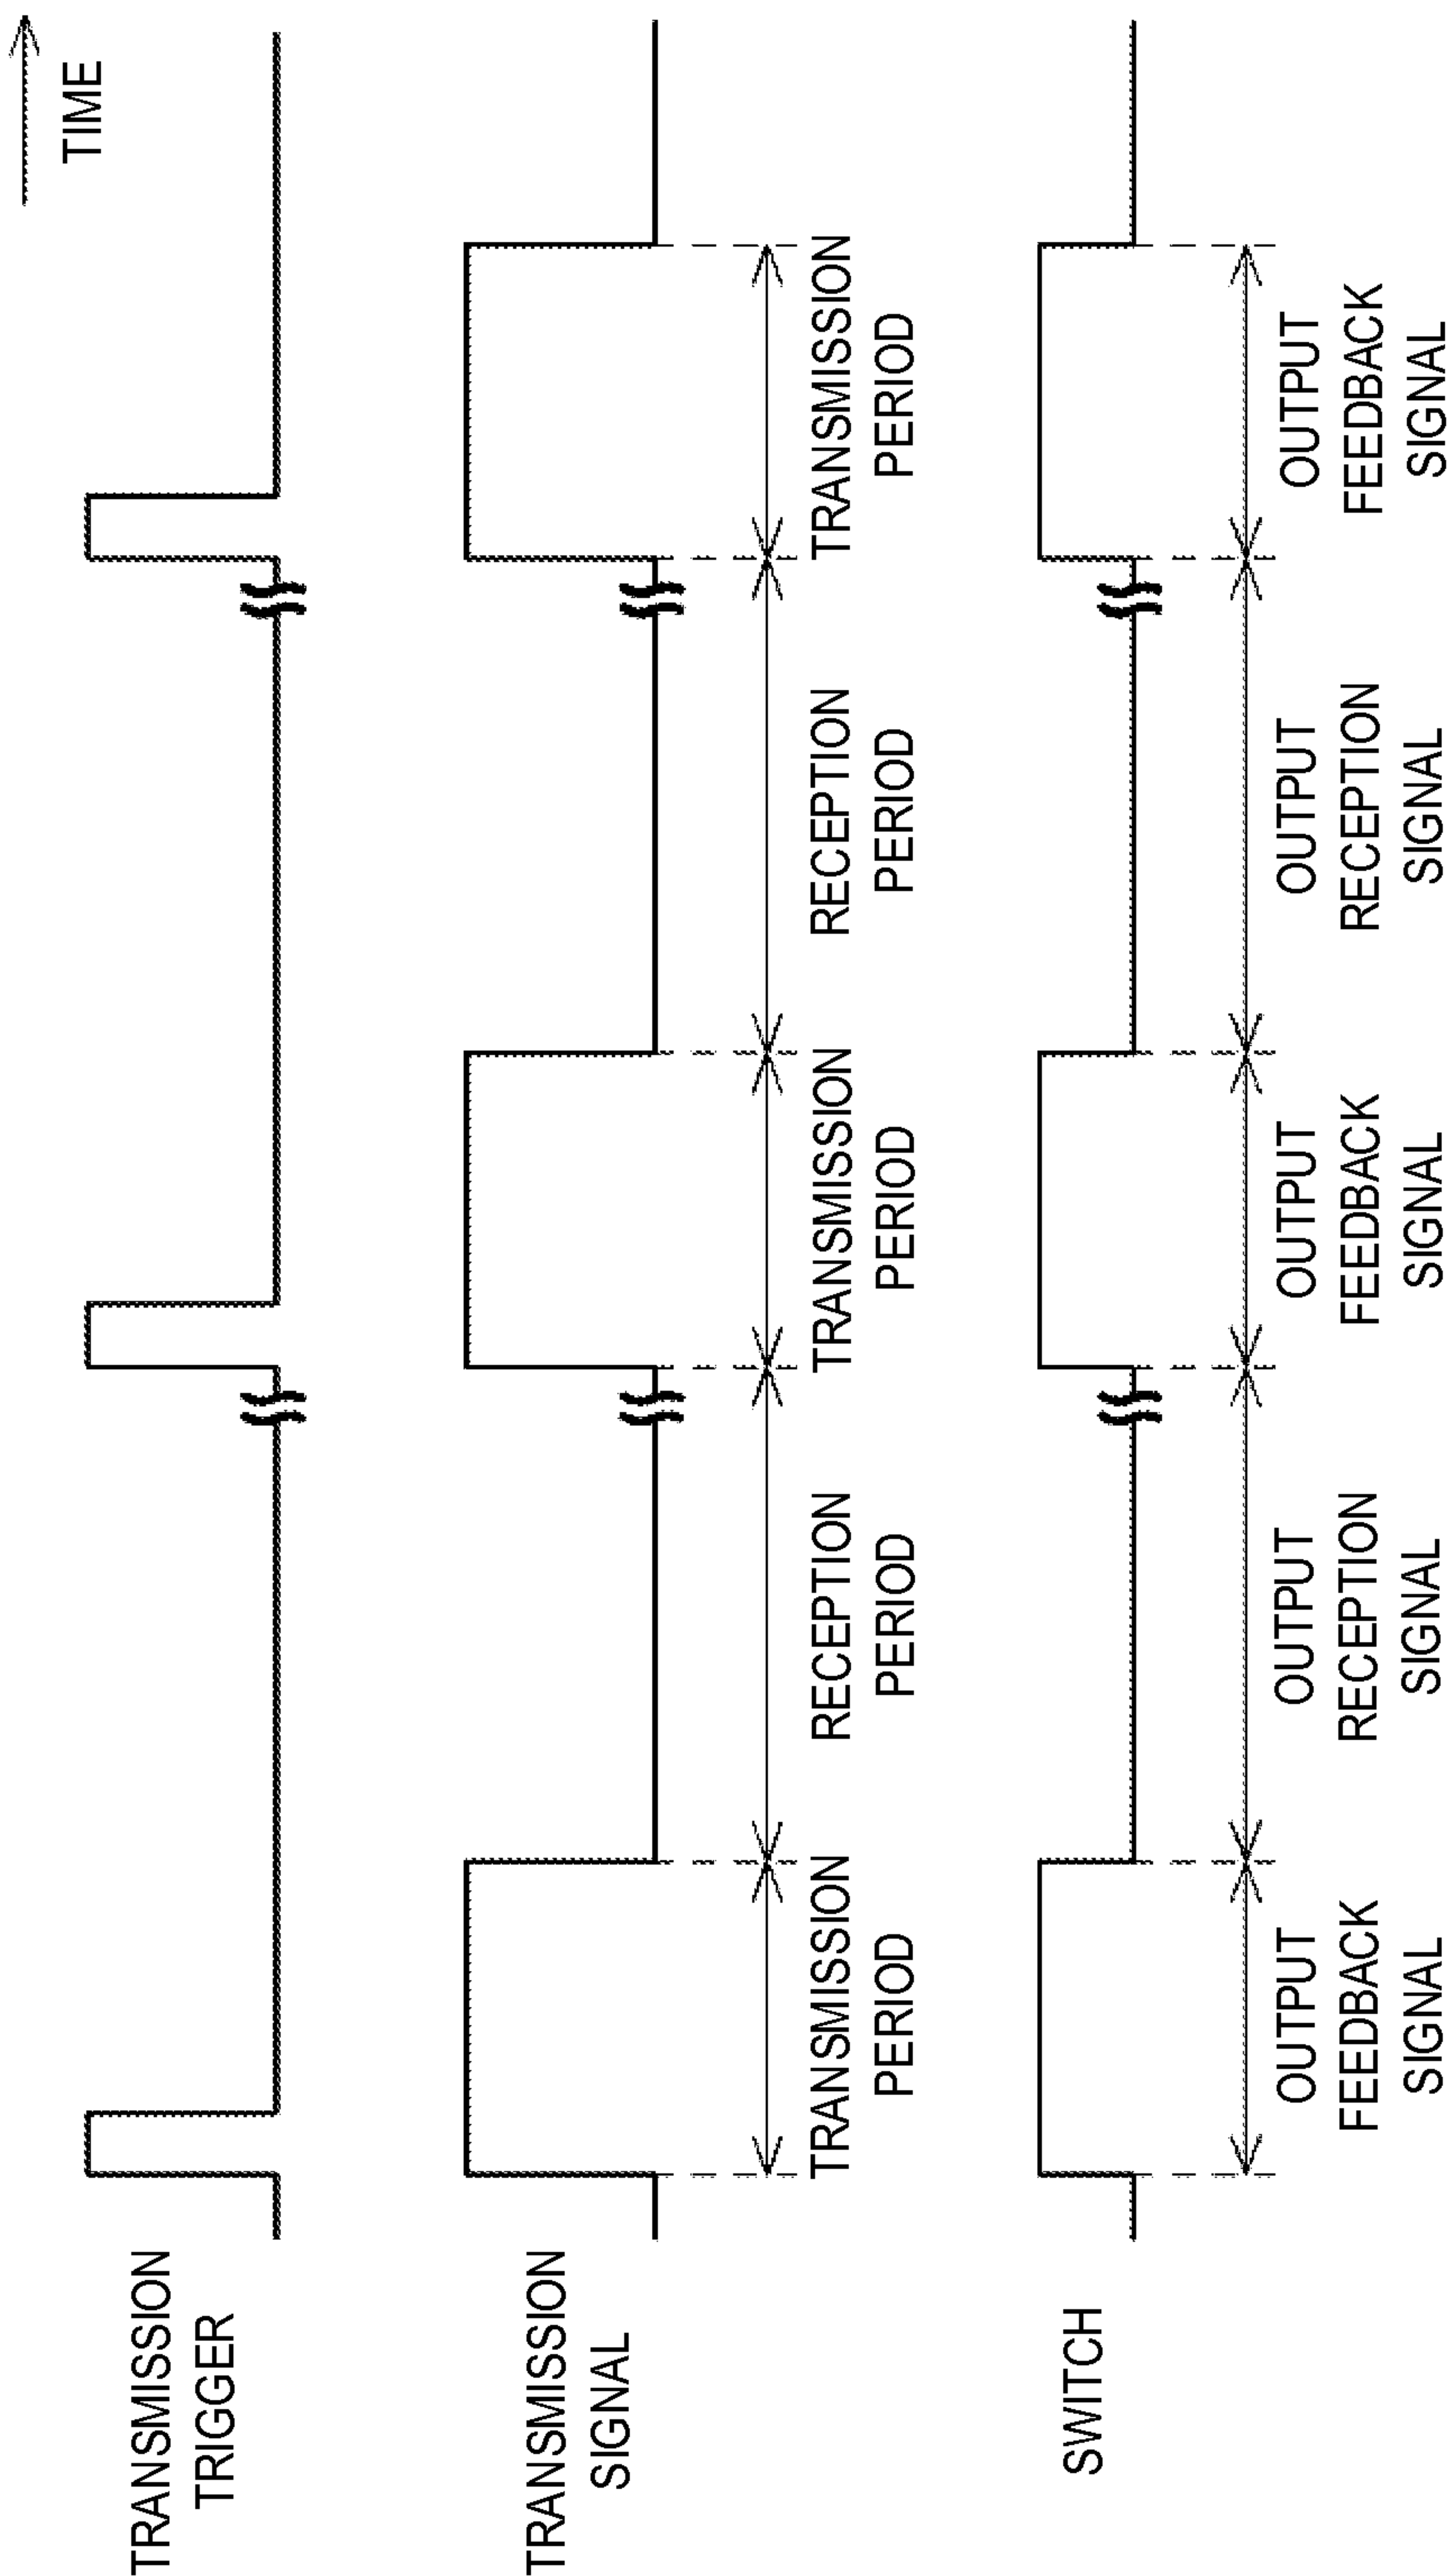 TIME
TRANSMISSION
TRIGGER
TRANSMISSION
SIGNAL
TRANSMISSION
PERIOD
RECEPTION
PERIOD
TRANSMISSION
PERIOD
RECEPTION
PERIOD
TRANSMISSION
PERIOD
SWITCH
OUTPUT
FEEDBACK
SIGNAL
OUTPUT
RECEPTION
SIGNAL
OUTPUT
FEEDBACK
SIGNAL
OUTPUT
RECEPTION
SIGNAL
OUTPUT
FEEDBACK
SIGNAL